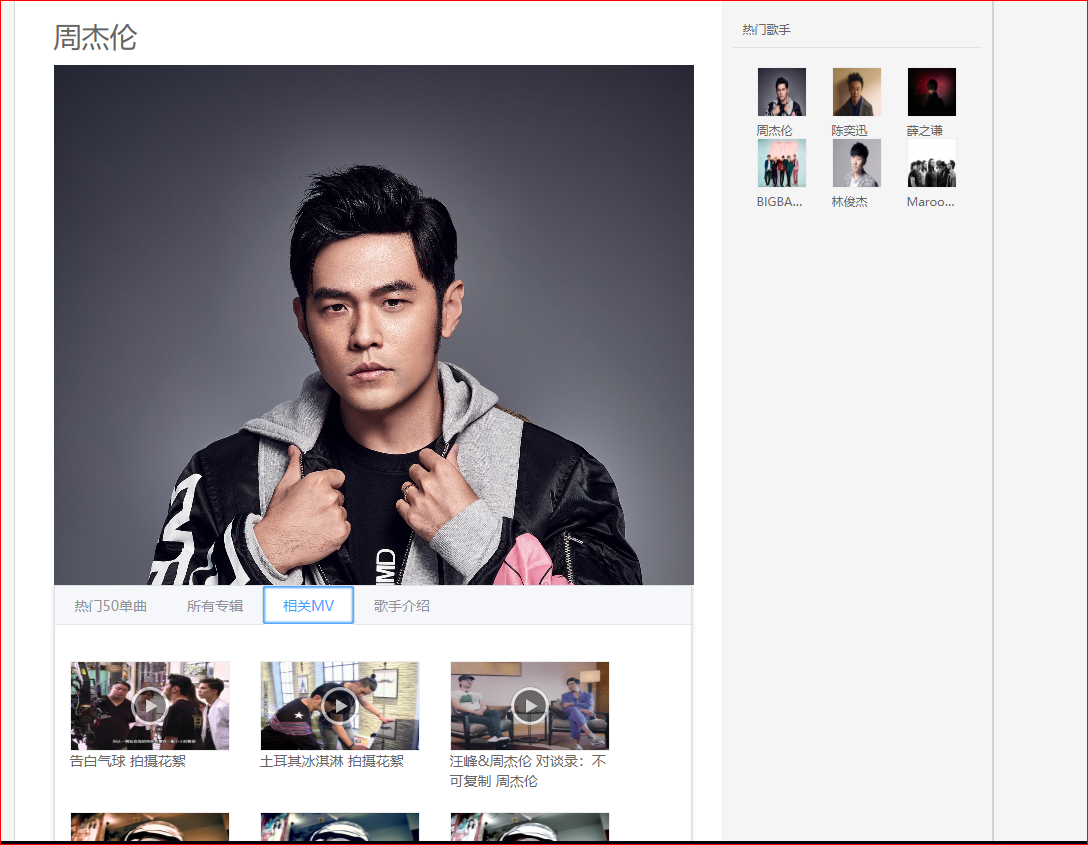 周杰伦
热门50单曲
所有专辑
相关MV
歌手介绍
告白气球 拍摄花絮
土耳其冰淇淋 拍摄花絮
汪峰&周杰伦 对谈录：不
可复制 周杰伦
热门歌手
周杰伦
陈奕迅
薛之谦
BIGBA...
林俊杰
Maroo...